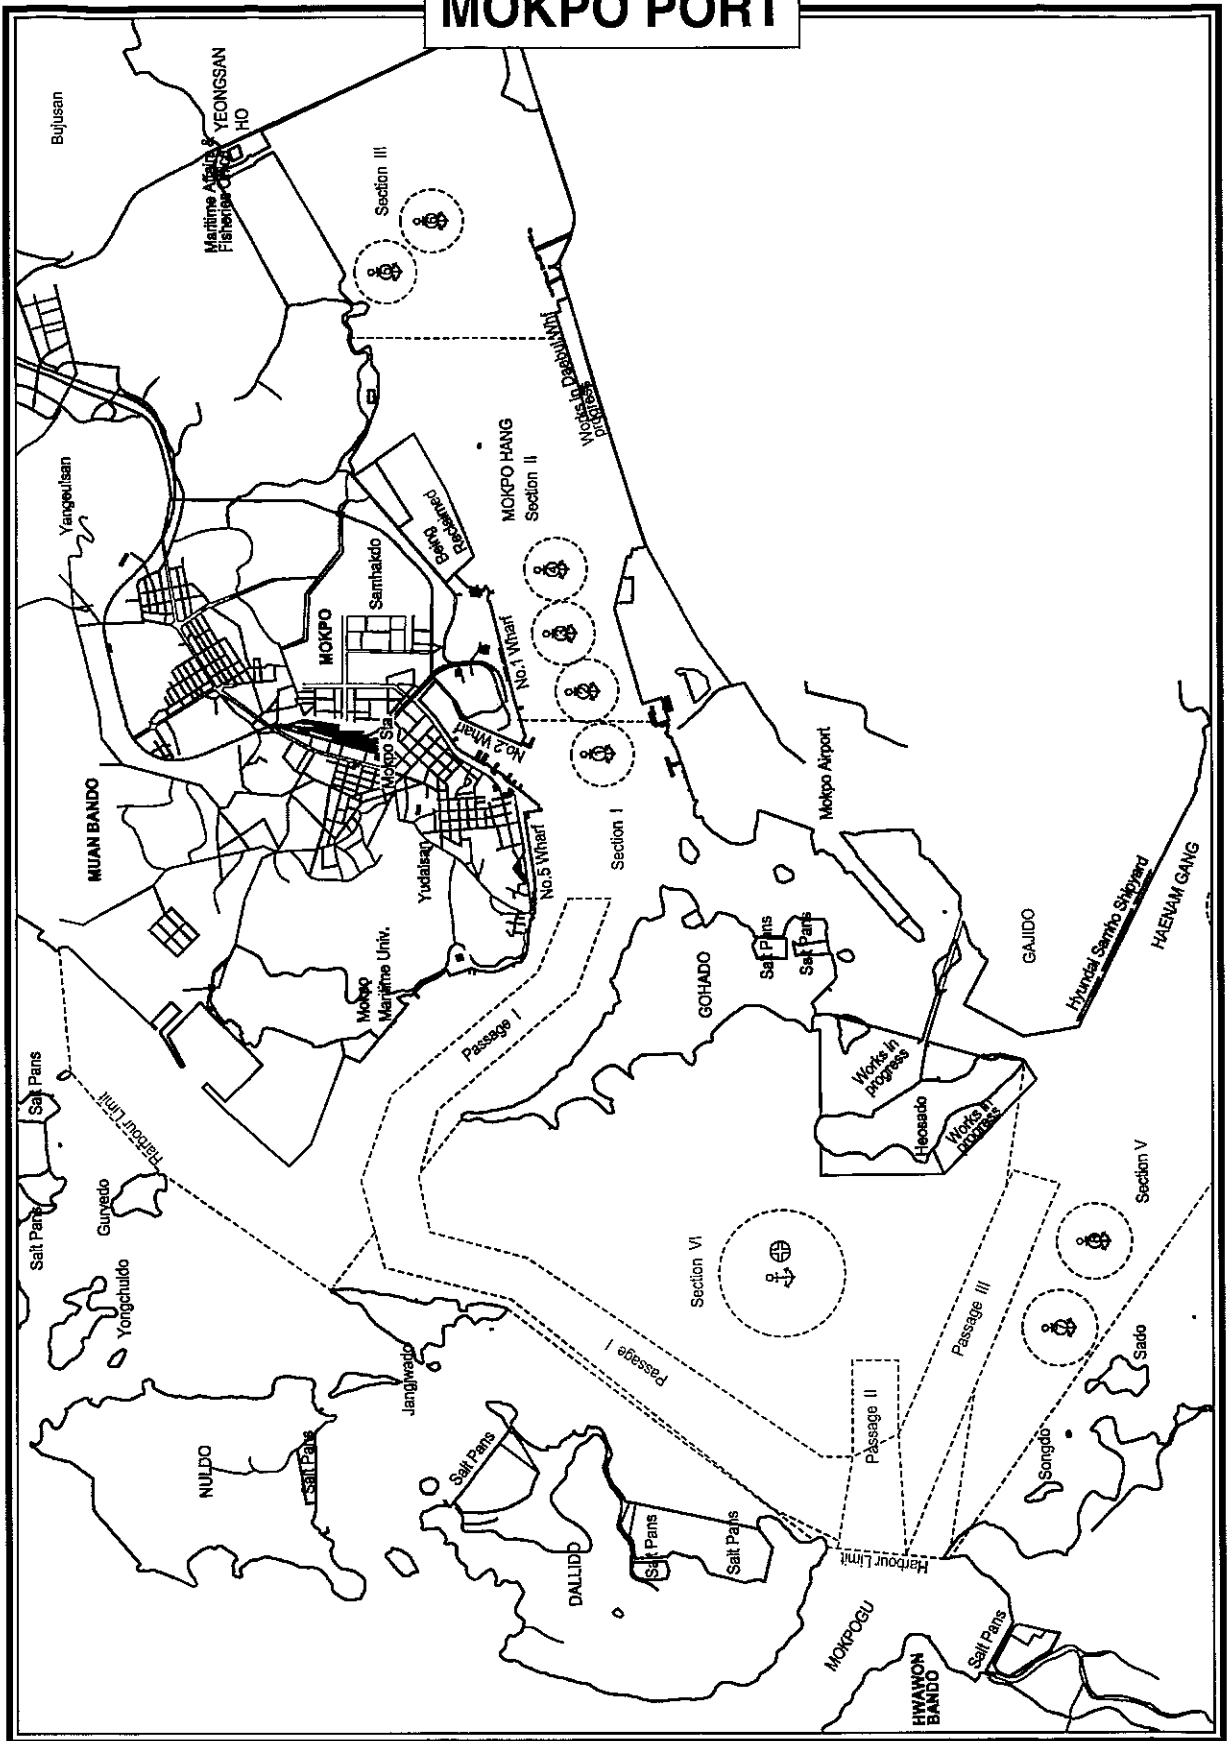 MOKPO PORT
Bujusan
YEONGSAN
HO
Maritime Affairs &
Fisheries Office
Section III
Yangeulsan
MOKPO HANG
Section II
Works in
progress
Daebul Whf
Being
Reclaimed
Samhakdo
MOKPO
No.1 Wharf
No.2 Wharf
Mokpo Sta
MUAN BANDO
Yudalsan
No.5 Wharf
Section I
Mokpo Airport
Mokpo
Maritime Univ.
Salt Pans
Salt Pans
GOHADO
GAJIDO
Hyundai Samho Shipyard
HAENAM GANG
Passage I
Works in
progress
Heosado
Works in
progress
Salt Pans
Harbour Limit
Salt Pans
Guryedo
Yongchuldo
Section VI
Section V
Passage III
Passage I
Passage II
Jangjwado
NULDO
Salt Pans
Salt Pans
Sado
Songdo
DALLIDO
Salt Pans
Salt Pans
Harbour Limit
MOKPOGU
Salt Pans
HWAWON
BANDO